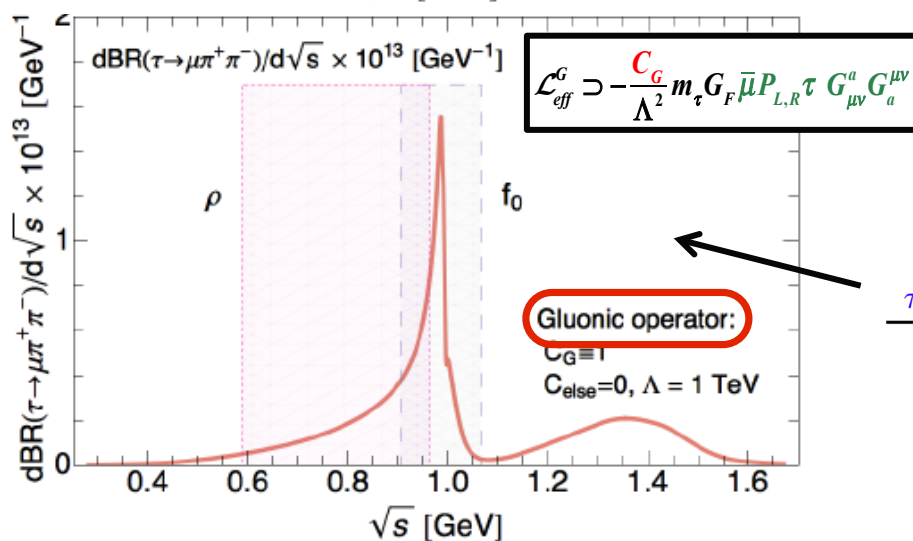 2
dBR(τ→μπ⁺π⁻)/d√s × 10¹³ [GeV⁻¹]
dBR(τ→μπ⁺π⁻)/d√s × 10¹³ [GeV⁻¹]
ℒ_eff^G ⊃ -C_G/Λ² m_τ G_F μ̄ P_{L,R} τ G^a_{μν} G_a^{μν}
ρ
f₀
1
τ
Gluonic operator:
C_G≡1
C_else=0, Λ = 1 TeV
0
0.4 0.6 0.8 1.0 1.2 1.4 1.6
√s [GeV]